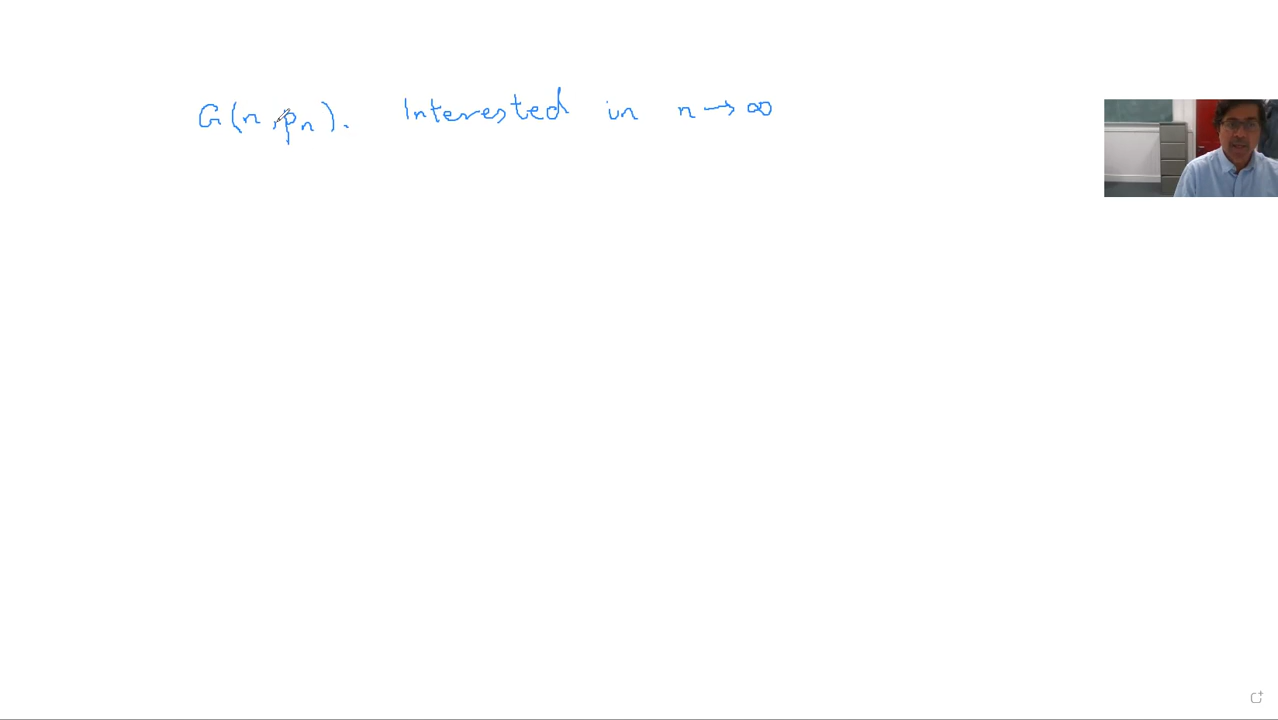 G(n, pₙ). Interested in n → ∞